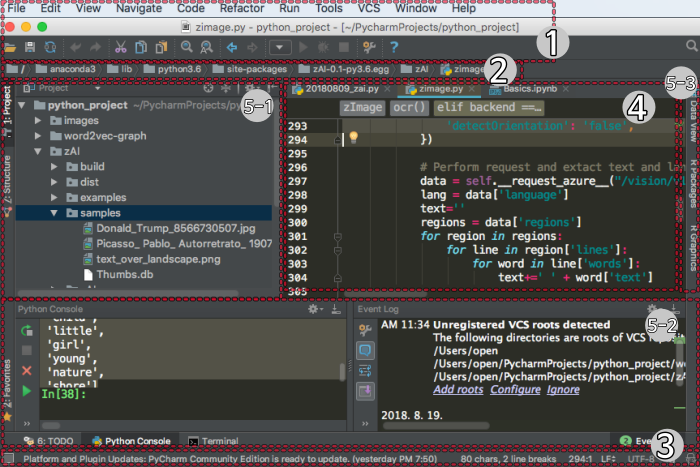 File Edit View Navigate Code Refactor Run Tools VCS Window Help
zimage.py - python_project - [~/PycharmProjects/python_project]
1
/ anaconda3 lib python3.6 site-packages zAI-0.1-py3.6.egg zAI zimage
2
Project
5-1
20180809_zai.py zimage.py Basics.ipynb
5-3
1: Project
python_project ~/PycharmProjects/py
images
word2vec-graph
zAI
build
dist
examples
samples
Donald_Trump_8566730507.jpg
Picasso_ Pablo_ Autorretrato_ 1907
text_over_landscape.png
Thumbs.db
Z: Structure
zImage ocr() elif backend ==…
4
293 'detectOrientation': 'false',
294 })
295
296 # Perform request and extact text and lan
297 data = self.__request_azure__("/vision/v1
298 lang = data['language']
299 text=''
300 regions = data['regions']
301 for region in regions:
302 for line in region['lines']:
303 for word in line['words']:
304 text+=' ' + word['text']
305
Data View
R Packages
R Graphics
Python Console
'child',
'little',
'girl',
'young',
'nature',
'shore']
In[38]:
2: Favorites
Event Log
5-2
AM 11:34 Unregistered VCS roots detected
The following directories are roots of VCS
/Users/open
/Users/open/PycharmProjects/python_project/
/Users/open/PycharmProjects/python_project/
Add roots Configure Ignore
2018. 8. 19.
6: TODO Python Console Terminal
2 Even
3
Platform and Plugin Updates: PyCharm Community Edition is ready to update. (yesterday PM 7:50) 80 chars, 2 line breaks 294:1 LF: UTF-8